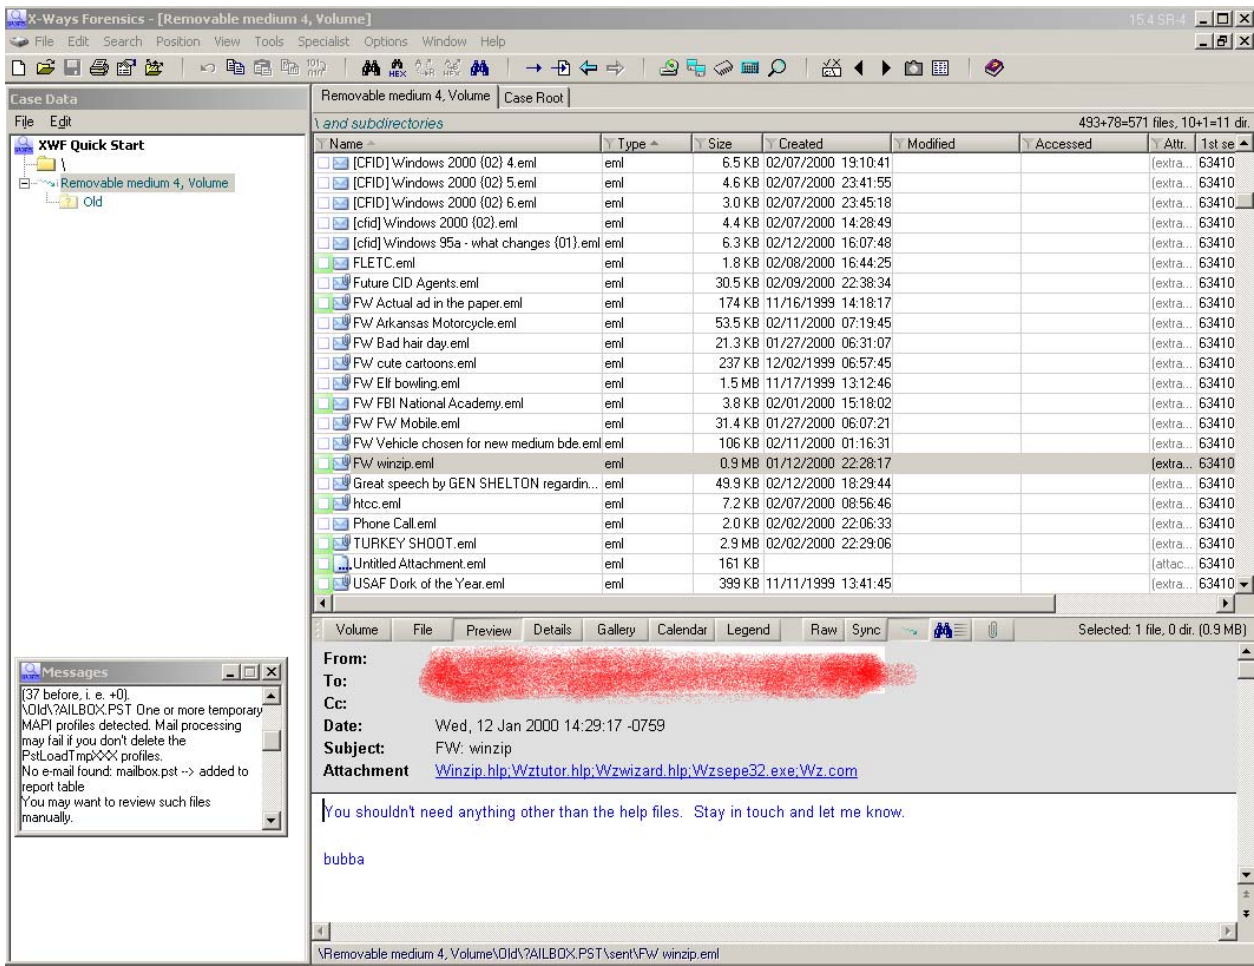 X-Ways Forensics - [Removable medium 4, Volume] 15.4 SR-4
File Edit Search Position View Tools Specialist Options Window Help
Case Data
File Edit
XWF Quick Start
\
Removable medium 4, Volume
Old
Removable medium 4, Volume Case Root
\ and subdirectories 493+78=571 files, 10+1=11 dir.
Name Type Size Created Modified Accessed Attr. 1st se
[CFID] Windows 2000 {02} 4.eml eml 6.5 KB 02/07/2000 19:10:41 (extra... 63410
[CFID] Windows 2000 {02} 5.eml eml 4.6 KB 02/07/2000 23:41:55 (extra... 63410
[CFID] Windows 2000 {02} 6.eml eml 3.0 KB 02/07/2000 23:45:18 (extra... 63410
[cfid] Windows 2000 {02}.eml eml 4.4 KB 02/07/2000 14:28:49 (extra... 63410
[cfid] Windows 95a - what changes {01}.eml eml 6.3 KB 02/12/2000 16:07:48 (extra... 63410
FLETC.eml eml 1.8 KB 02/08/2000 16:44:25 (extra... 63410
Future CID Agents.eml eml 30.5 KB 02/09/2000 22:38:34 (extra... 63410
FW Actual ad in the paper.eml eml 174 KB 11/16/1999 14:18:17 (extra... 63410
FW Arkansas Motorcycle.eml eml 53.5 KB 02/11/2000 07:19:45 (extra... 63410
FW Bad hair day.eml eml 21.3 KB 01/27/2000 06:31:07 (extra... 63410
FW cute cartoons.eml eml 237 KB 12/02/1999 06:57:45 (extra... 63410
FW Elf bowling.eml eml 1.5 MB 11/17/1999 13:12:46 (extra... 63410
FW FBI National Academy.eml eml 3.8 KB 02/01/2000 15:18:02 (extra... 63410
FW FW Mobile.eml eml 31.4 KB 01/27/2000 06:07:21 (extra... 63410
FW Vehicle chosen for new medium bde.eml eml 106 KB 02/11/2000 01:16:31 (extra... 63410
FW winzip.eml eml 0.9 MB 01/12/2000 22:28:17 (extra... 63410
Great speech by GEN SHELTON regardin... eml 49.9 KB 02/12/2000 18:29:44 (extra... 63410
htcc.eml eml 7.2 KB 02/07/2000 08:56:46 (extra... 63410
Phone Call.eml eml 2.0 KB 02/02/2000 22:06:33 (extra... 63410
TURKEY SHOOT.eml eml 2.9 MB 02/02/2000 22:29:06 (extra... 63410
Untitled Attachment.eml eml 161 KB (attac... 63410
USAF Dork of the Year.eml eml 399 KB 11/11/1999 13:41:45 (extra... 63410
Volume File Preview Details Gallery Calendar Legend Raw Sync Selected: 1 file, 0 dir. (0.9 MB)
From:
To:
Cc:
Date: Wed, 12 Jan 2000 14:29:17 -0759
Subject: FW: winzip
Attachment Winzip.hlp;Wztutor.hlp;Wzwizard.hlp;Wzsepe32.exe;Wz.com
You shouldn't need anything other than the help files. Stay in touch and let me know.
bubba
Messages
(37 before, i. e. +0).
\Old\?AILBOX.PST One or more temporary
MAPI profiles detected. Mail processing
may fail if you don't delete the
PstLoadTmpXXX profiles.
No e-mail found: mailbox.pst --> added to
report table
You may want to review such files
manually.
\Removable medium 4, Volume\Old\?AILBOX.PST\sent\FW winzip.eml